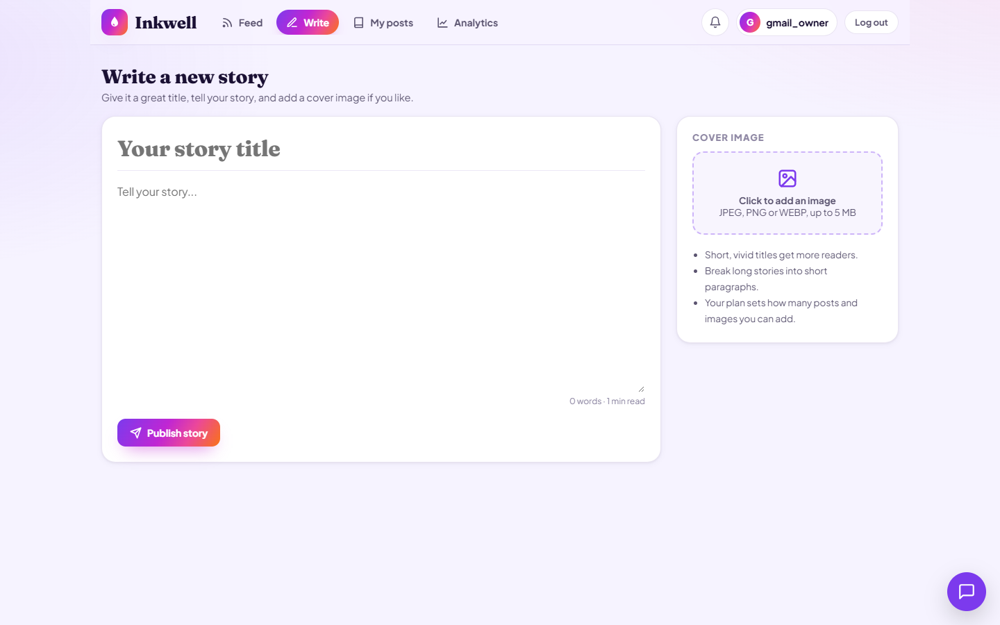 Inkwell
Feed
Write
My posts
Analytics
G
gmail_owner
Log out
Write a new story
Give it a great title, tell your story, and add a cover image if you like.
Your story title
Tell your story...
0 words · 1 min read
Publish story
COVER IMAGE
Click to add an image
JPEG, PNG or WEBP, up to 5 MB
Short, vivid titles get more readers.
Break long stories into short
paragraphs.
Your plan sets how many posts and
images you can add.